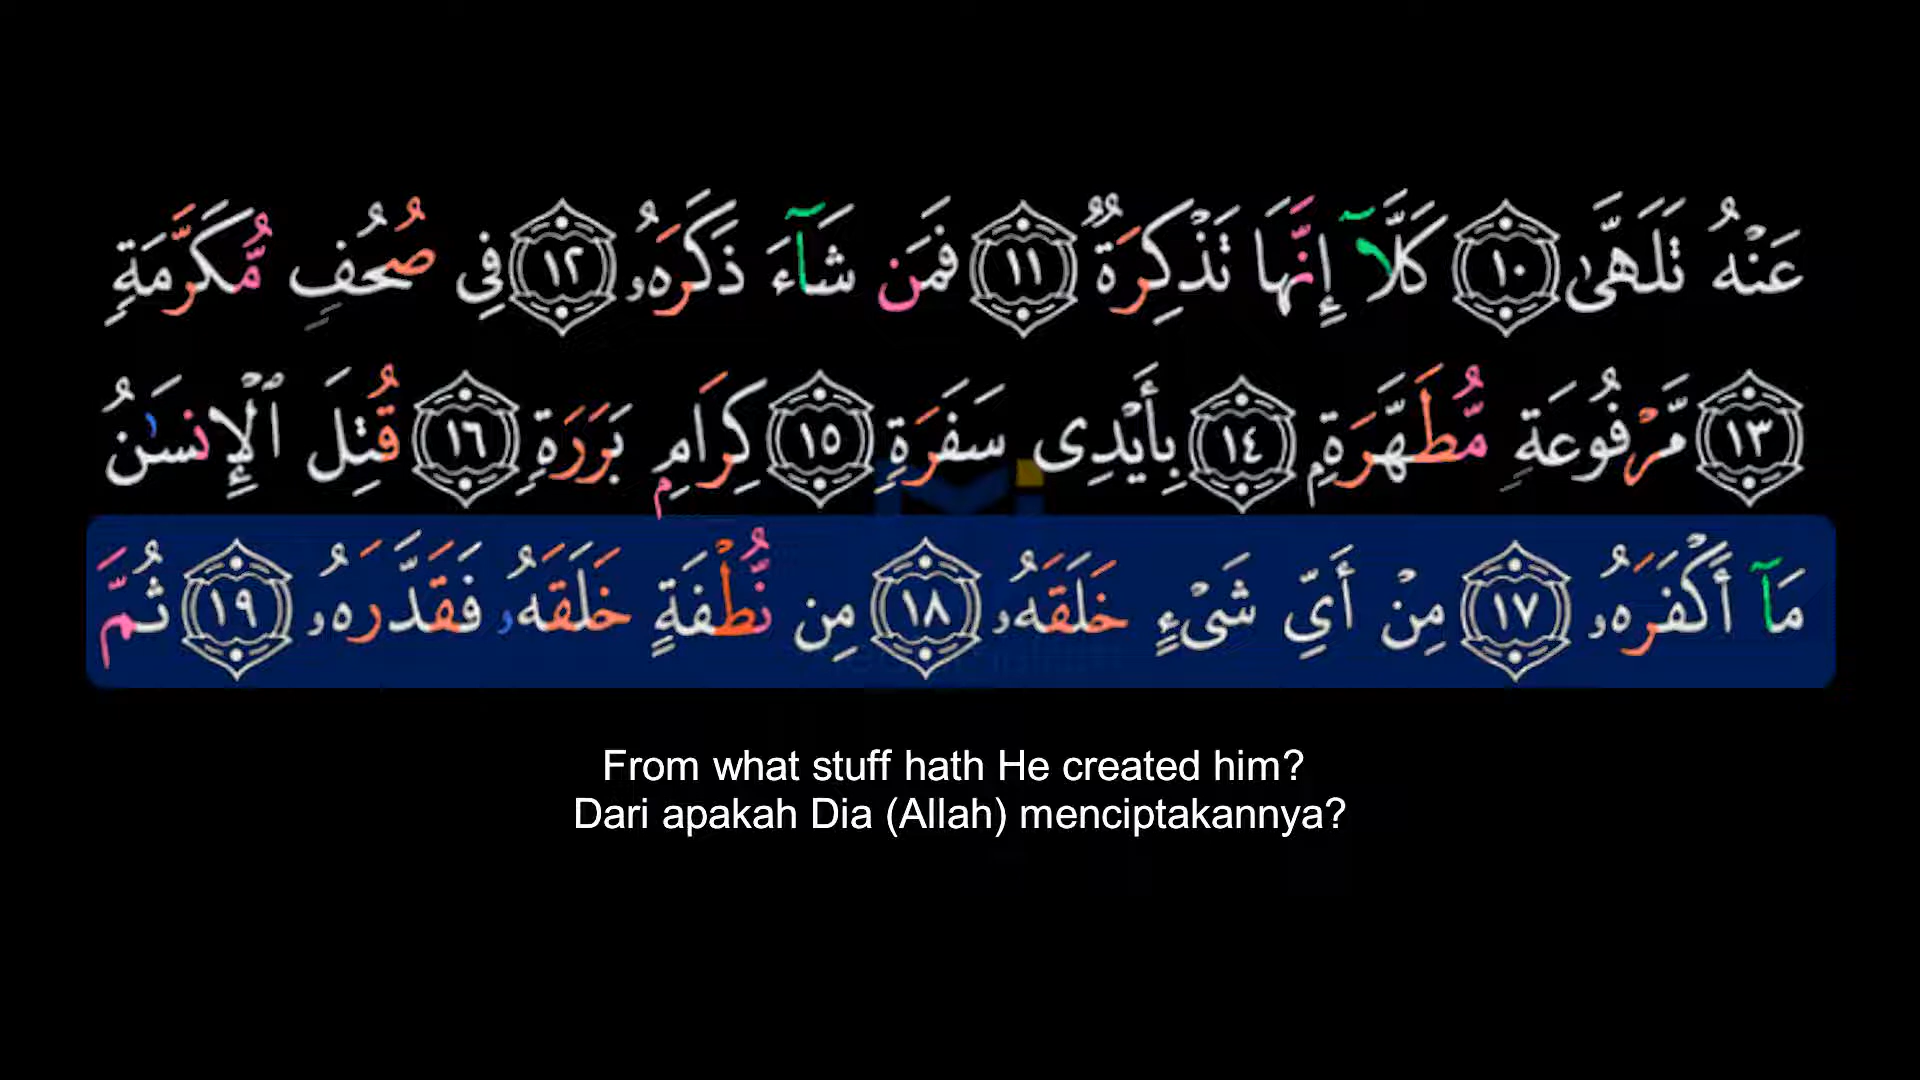 عَنْهُ تَلَهَّىٰ ١٠ كَلَّآ إِنَّهَا تَذْكِرَةٌ ١١ فَمَن شَآءَ ذَكَرَهُۥ ١٢ فِى صُحُفٍ مُّكَرَّمَةٍ
١٣ مَّرْفُوعَةٍ مُّطَهَّرَةٍۭ ١٤ بِأَيْدِى سَفَرَةٍ ١٥ كِرَامٍۭ بَرَرَةٍ ١٦ قُتِلَ ٱلْإِنسَـٰنُ
مَآ أَكْفَرَهُۥ ١٧ مِنْ أَىِّ شَىْءٍ خَلَقَهُۥ ١٨ مِن نُّطْفَةٍ خَلَقَهُۥ فَقَدَّرَهُۥ ١٩ ثُمَّ
From what stuff hath He created him?
Dari apakah Dia (Allah) menciptakannya?